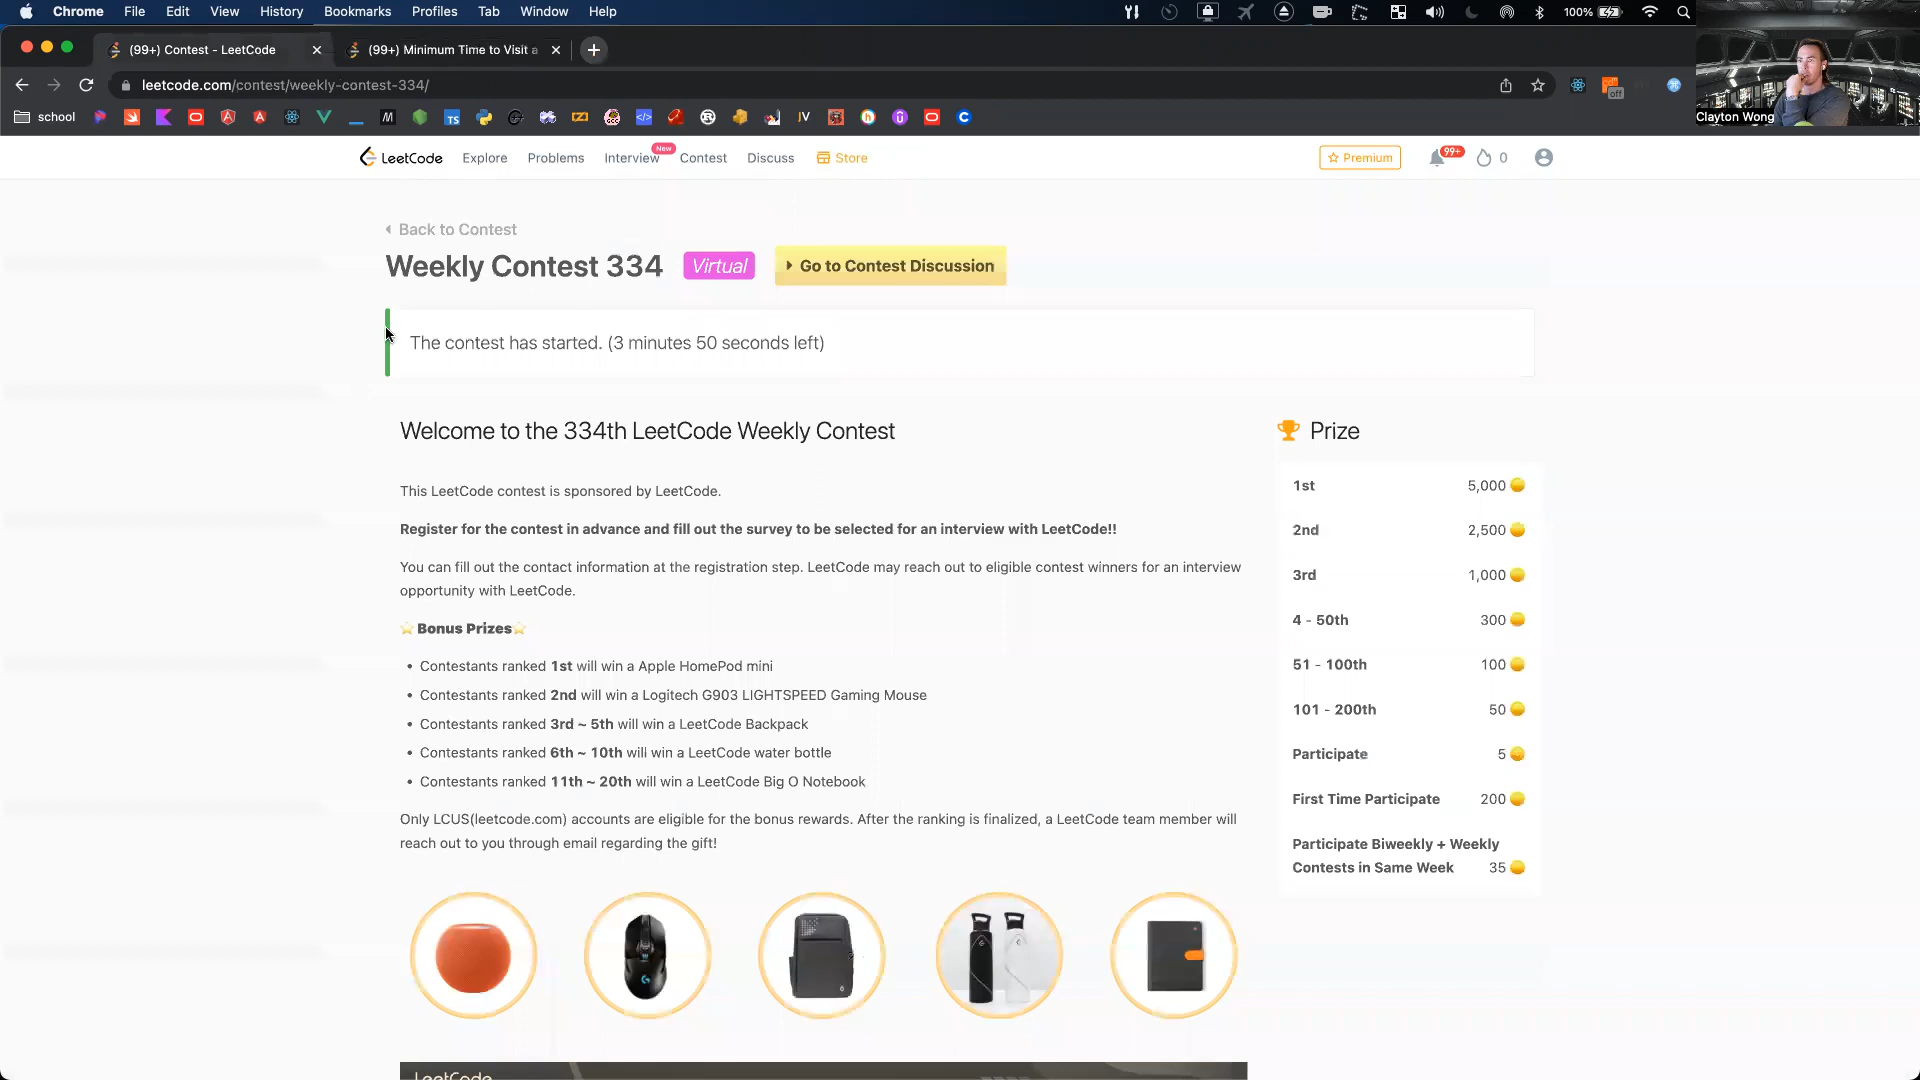 Chrome File Edit View History Bookmarks Profiles Tab Window Help 100%
(99+) Contest - LeetCode (99+) Minimum Time to Visit a
leetcode.com/contest/weekly-contest-334/
Clayton Wong
school
LeetCode Explore Problems Interview New Contest Discuss Store Premium 99+ 0
Back to Contest
Weekly Contest 334 Virtual Go to Contest Discussion
The contest has started. (3 minutes 50 seconds left)
Welcome to the 334th LeetCode Weekly Contest
This LeetCode contest is sponsored by LeetCode.
Register for the contest in advance and fill out the survey to be selected for an interview with LeetCode!!
You can fill out the contact information at the registration step. LeetCode may reach out to eligible contest winners for an interview
opportunity with LeetCode.
⭐Bonus Prizes⭐
• Contestants ranked 1st will win a Apple HomePod mini
• Contestants ranked 2nd will win a Logitech G903 LIGHTSPEED Gaming Mouse
• Contestants ranked 3rd ~ 5th will win a LeetCode Backpack
• Contestants ranked 6th ~ 10th will win a LeetCode water bottle
• Contestants ranked 11th ~ 20th will win a LeetCode Big O Notebook
Only LCUS(leetcode.com) accounts are eligible for the bonus rewards. After the ranking is finalized, a LeetCode team member will
reach out to you through email regarding the gift!
Prize
1st 5,000
2nd 2,500
3rd 1,000
4 - 50th 300
51 - 100th 100
101 - 200th 50
Participate 5
First Time Participate 200
Participate Biweekly + Weekly
Contests in Same Week 35
LeetCode